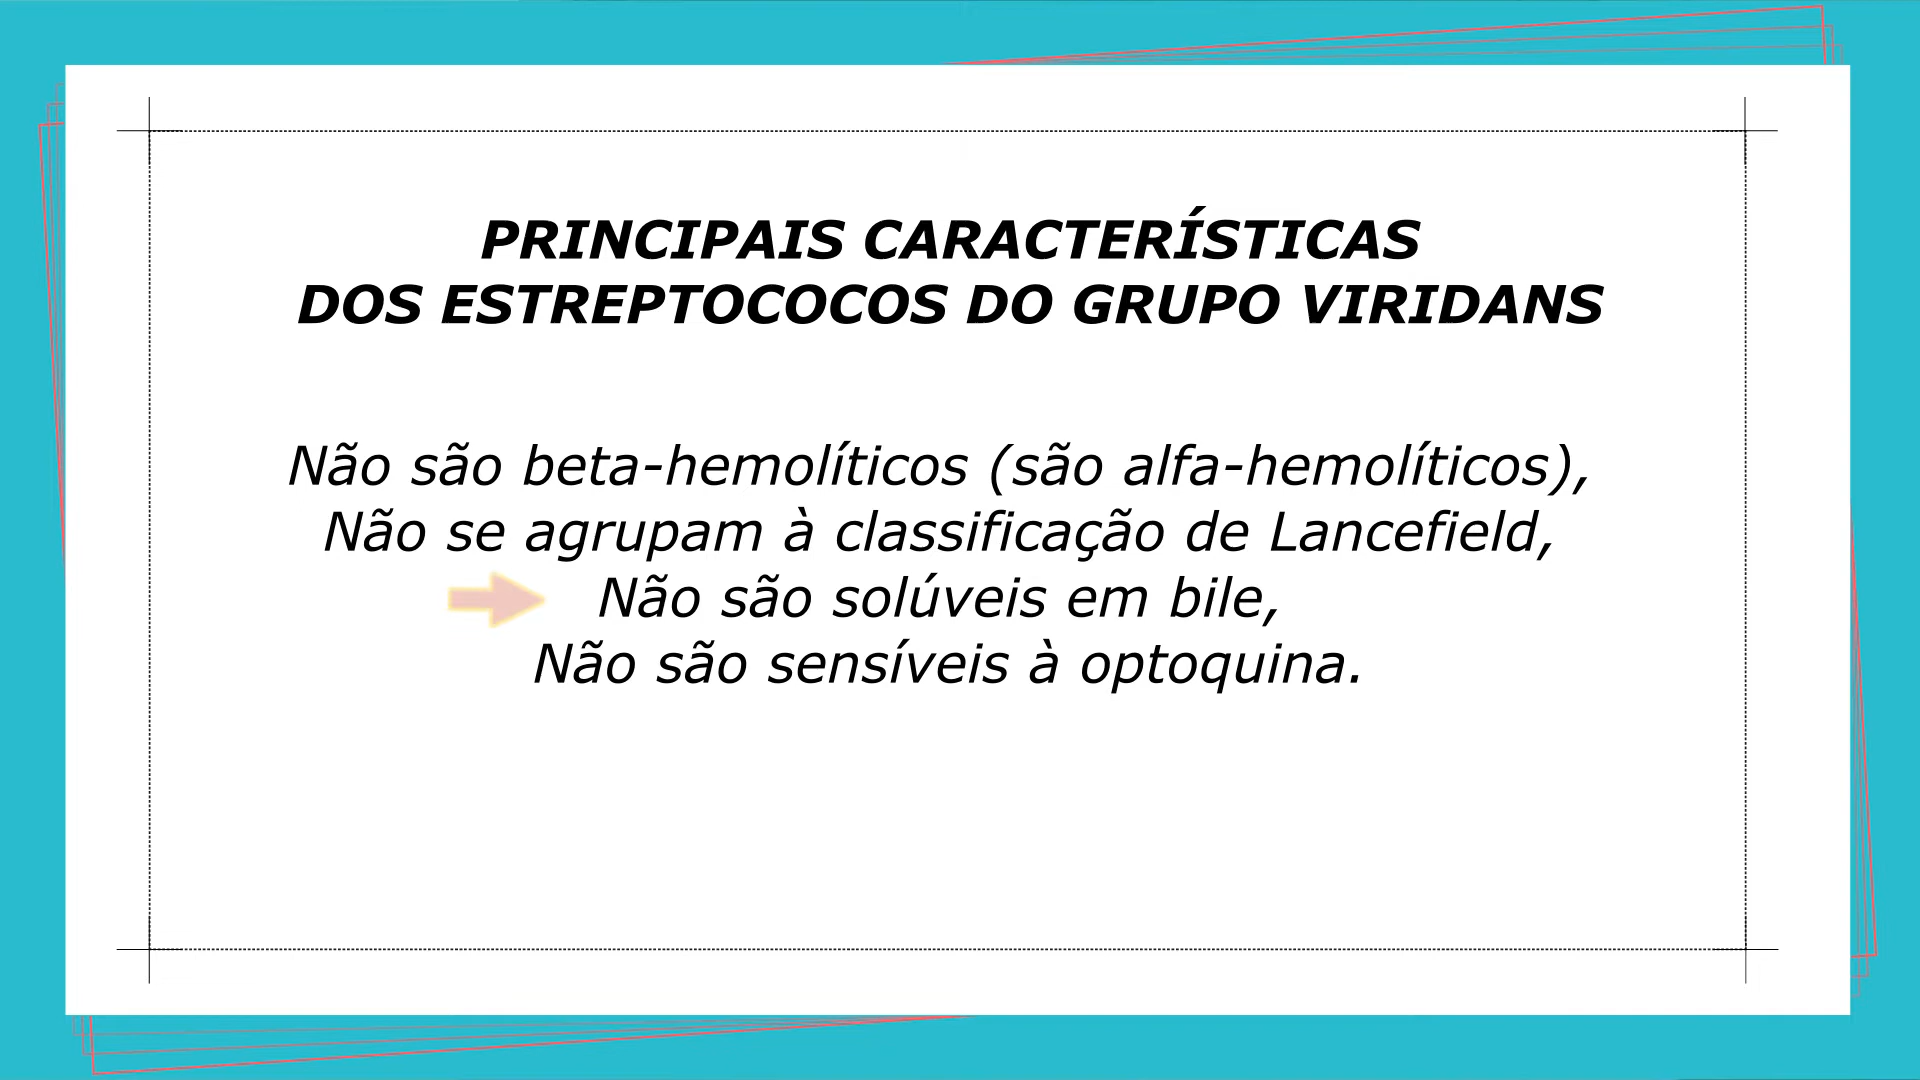 PRINCIPAIS CARACTERÍSTICAS
DOS ESTREPTOCOCOS DO GRUPO VIRIDANS
Não são beta-hemolíticos (são alfa-hemolíticos),
Não se agrupam à classificação de Lancefield,
Não são solúveis em bile,
Não são sensíveis à optoquina.